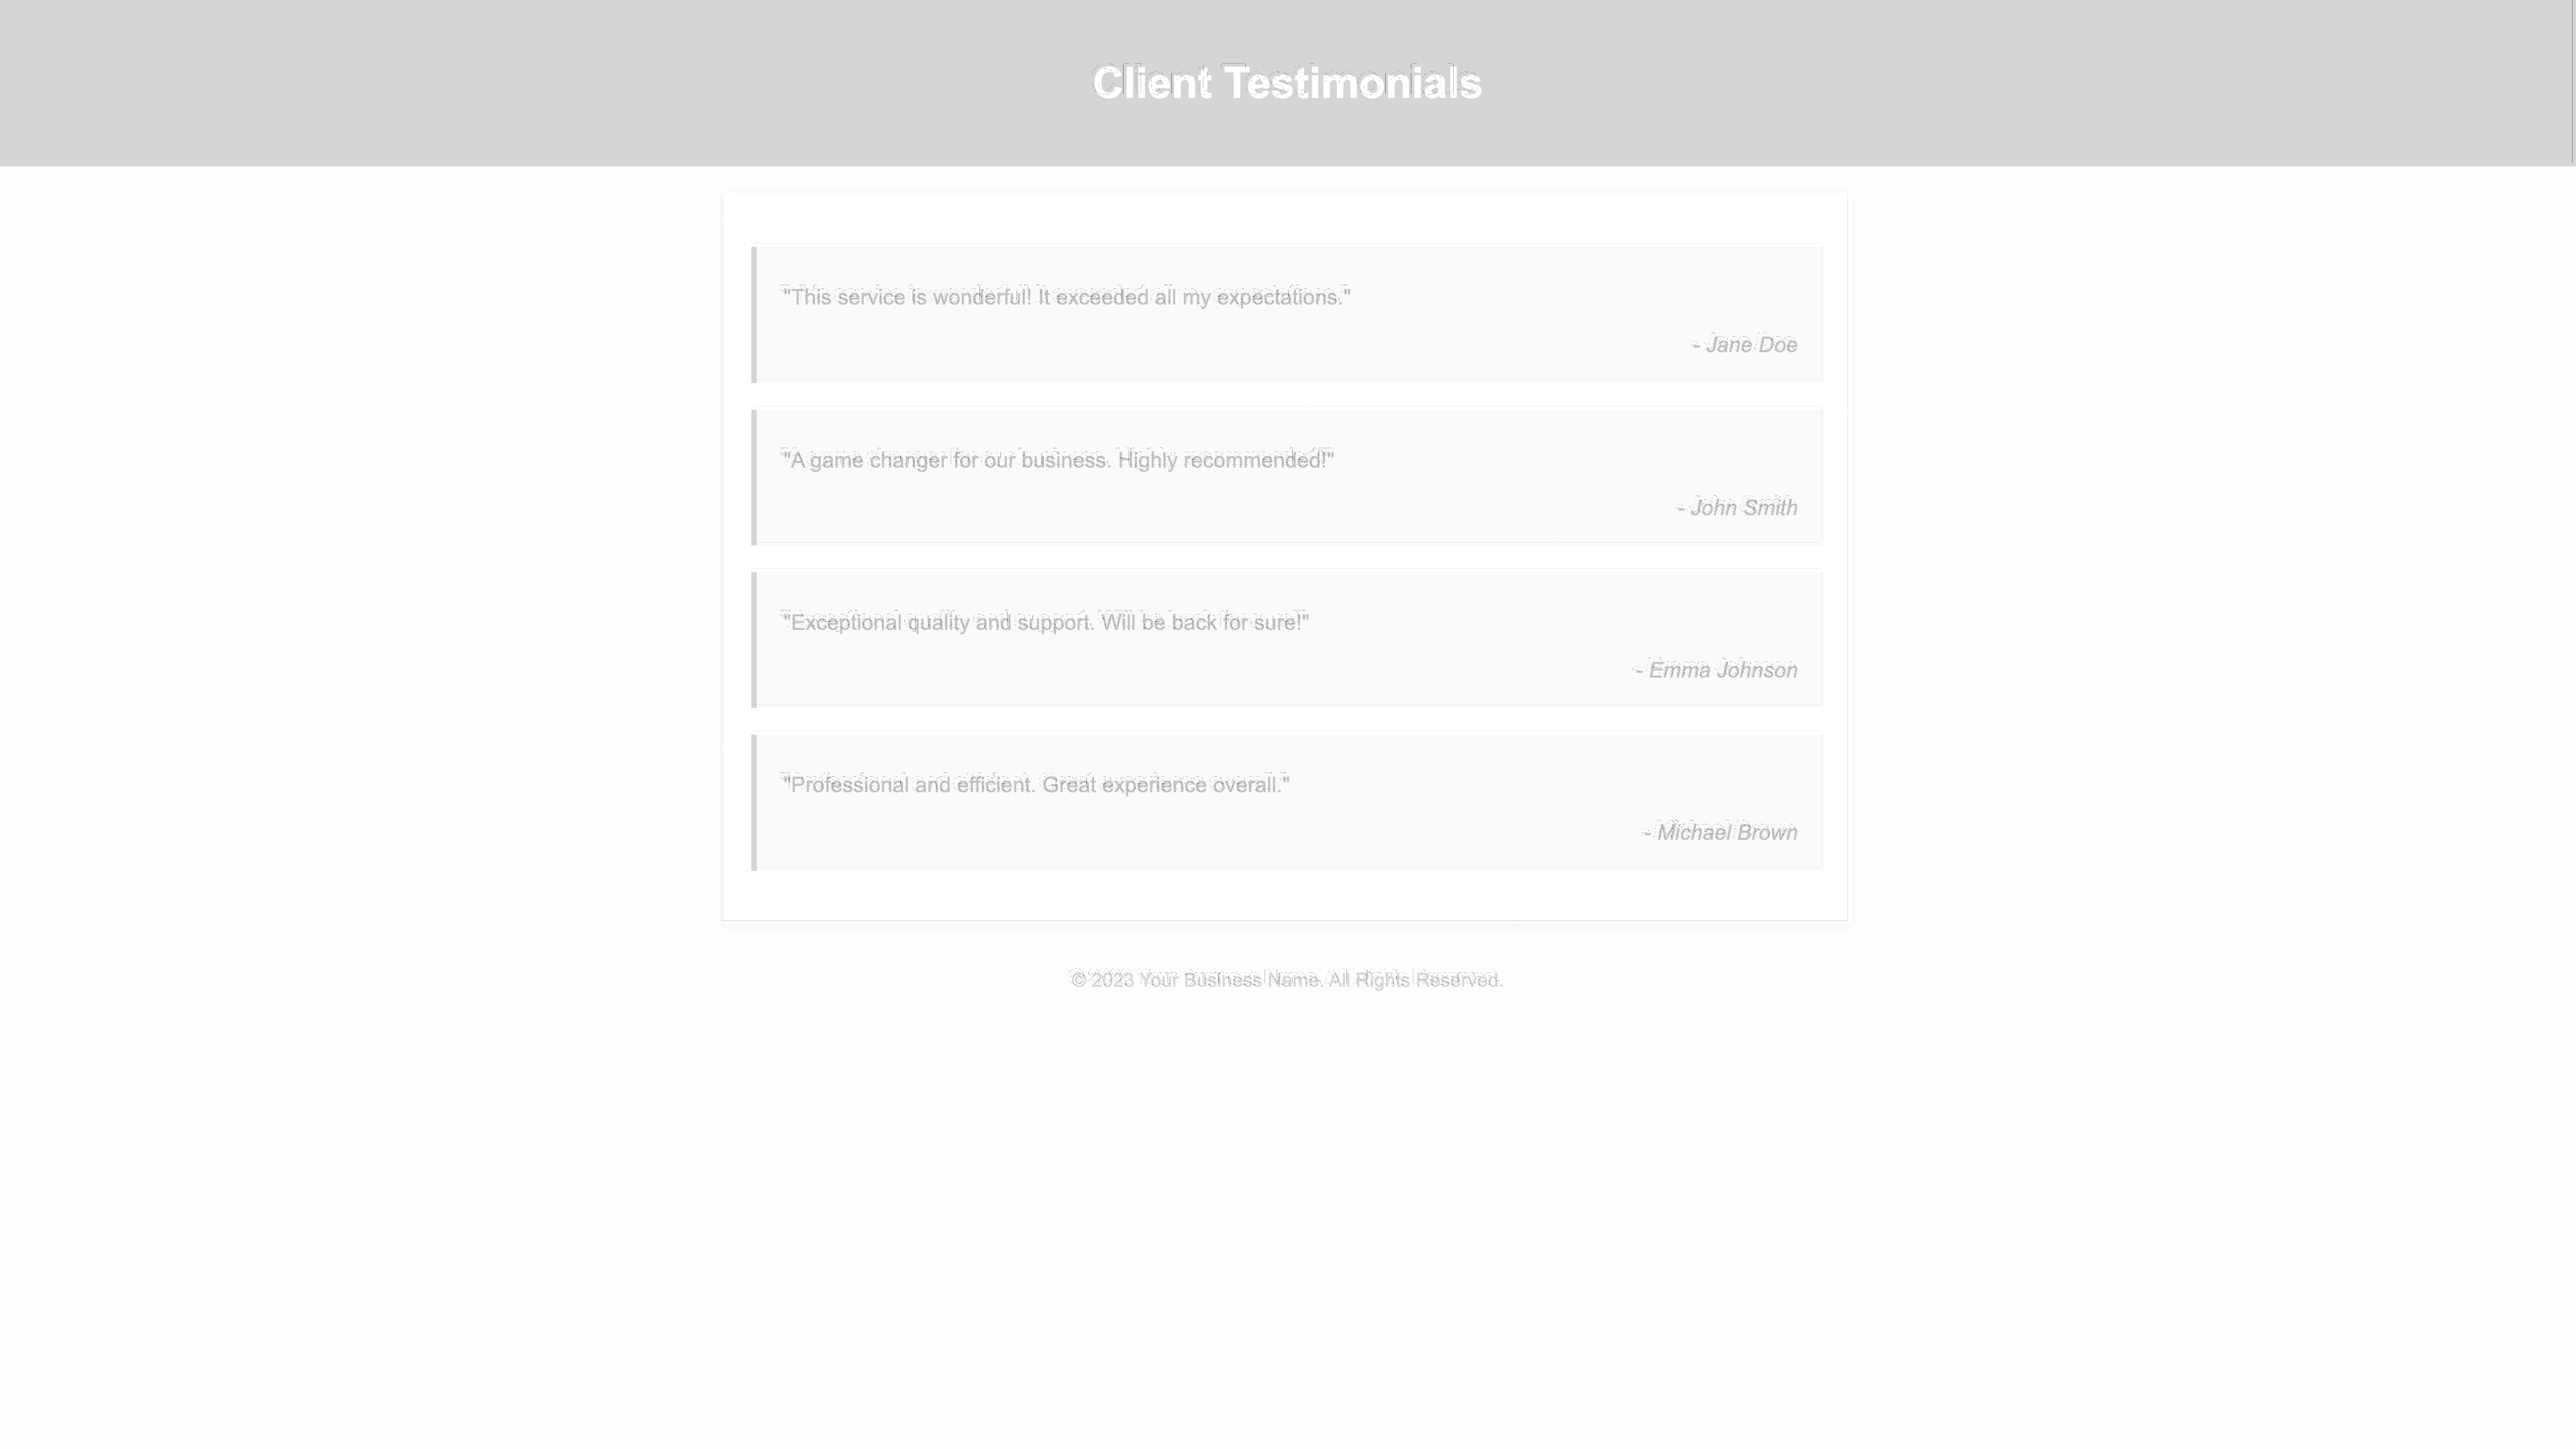 Client Testimonials
"This service is wonderful! It exceeded all my expectations."
- Jane Doe
"A game changer for our business. Highly recommended!"
- John Smith
"Exceptional quality and support. Will be back for sure!"
- Emma Johnson
"Professional and efficient. Great experience overall."
- Michael Brown
© 2023 Your Business Name. All Rights Reserved.